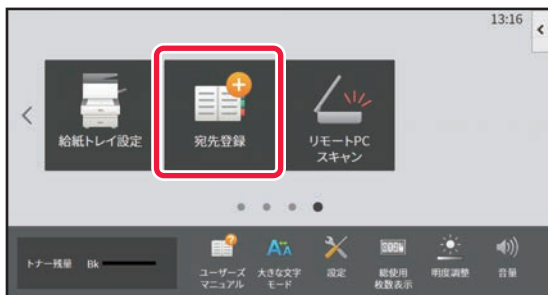 13:16
給紙トレイ設定
宛先登録
リモートPC
スキャン
トナー残量 Bk
ユーザーズ
マニュアル
大きな文字
モード
設定
総使用
枚数表示
明度調整
音量